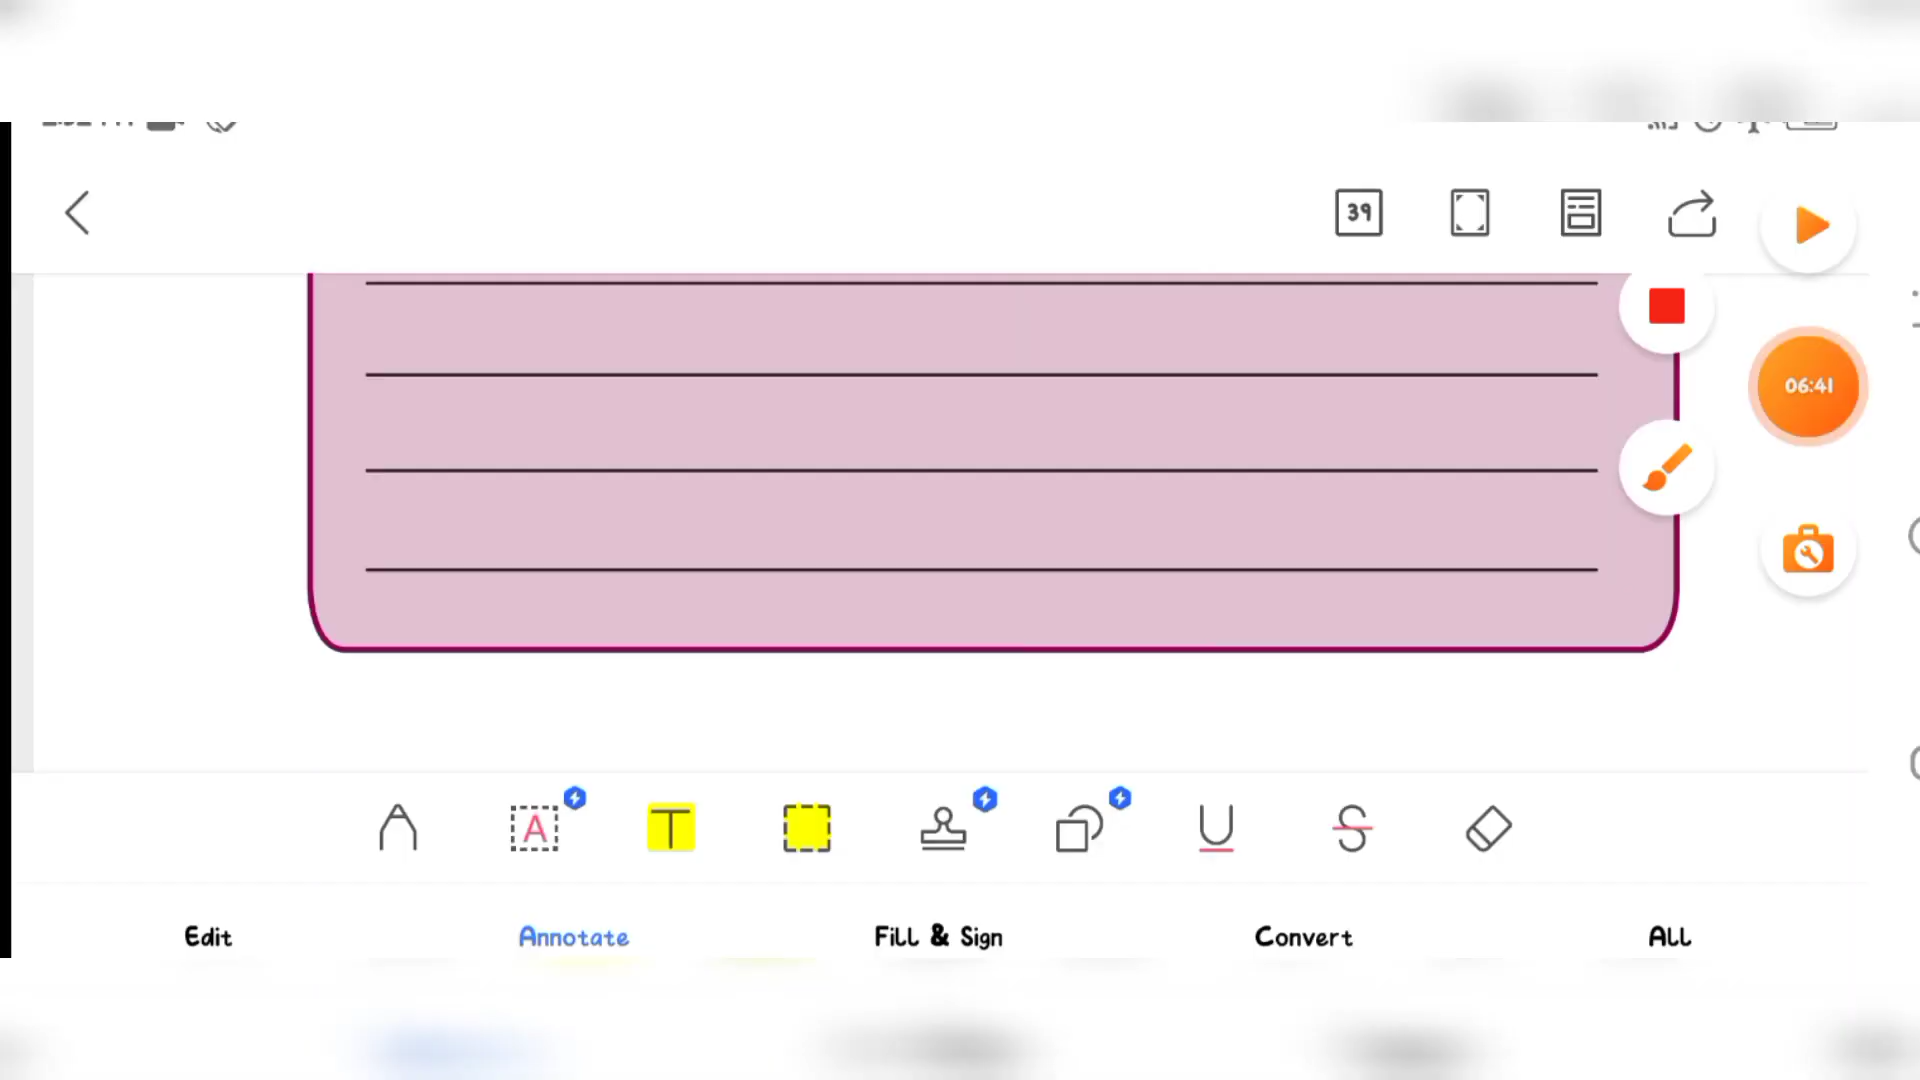 39
06:41
A
T
U
S
Edit
Annotate
Fill & Sign
Convert
All